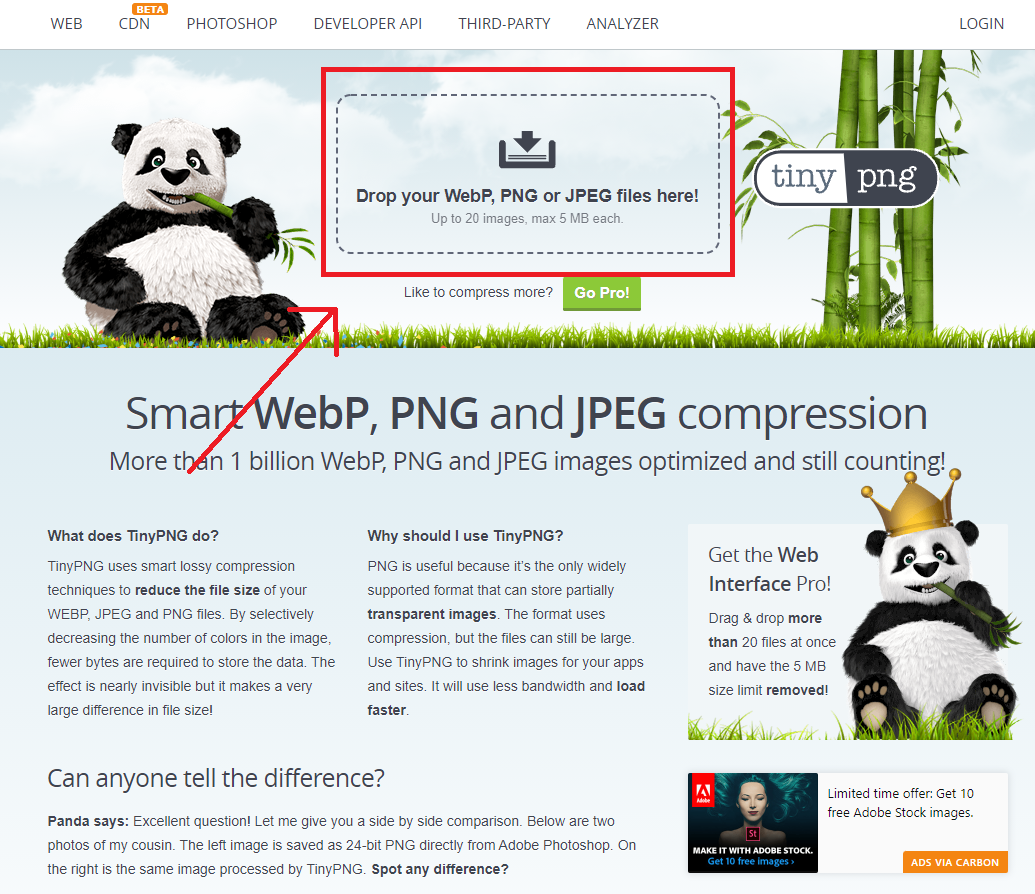 WEB
CDN
BETA
PHOTOSHOP
DEVELOPER API
THIRD-PARTY
ANALYZER
LOGIN
Drop your WebP, PNG or JPEG files here!
Up to 20 images, max 5 MB each.
tiny png
Like to compress more?
Go Pro!
Smart WebP, PNG and JPEG compression
More than 1 billion WebP, PNG and JPEG images optimized and still counting!
What does TinyPNG do?
TinyPNG uses smart lossy compression
techniques to reduce the file size of your
WEBP, JPEG and PNG files. By selectively
decreasing the number of colors in the image,
fewer bytes are required to store the data. The
effect is nearly invisible but it makes a very
large difference in file size!
Why should I use TinyPNG?
PNG is useful because it's the only widely
supported format that can store partially
transparent images. The format uses
compression, but the files can still be large.
Use TinyPNG to shrink images for your apps
and sites. It will use less bandwidth and load
faster.
Get the Web
Interface Pro!
Drag & drop more
than 20 files at once
and have the 5 MB
size limit removed!
Can anyone tell the difference?
Panda says: Excellent question! Let me give you a side by side comparison. Below are two
photos of my cousin. The left image is saved as 24-bit PNG directly from Adobe Photoshop. On
the right is the same image processed by TinyPNG. Spot any difference?
Adobe
St
MAKE IT WITH ADOBE STOCK.
Get 10 free images ›
Limited time offer: Get 10
free Adobe Stock images.
ADS VIA CARBON